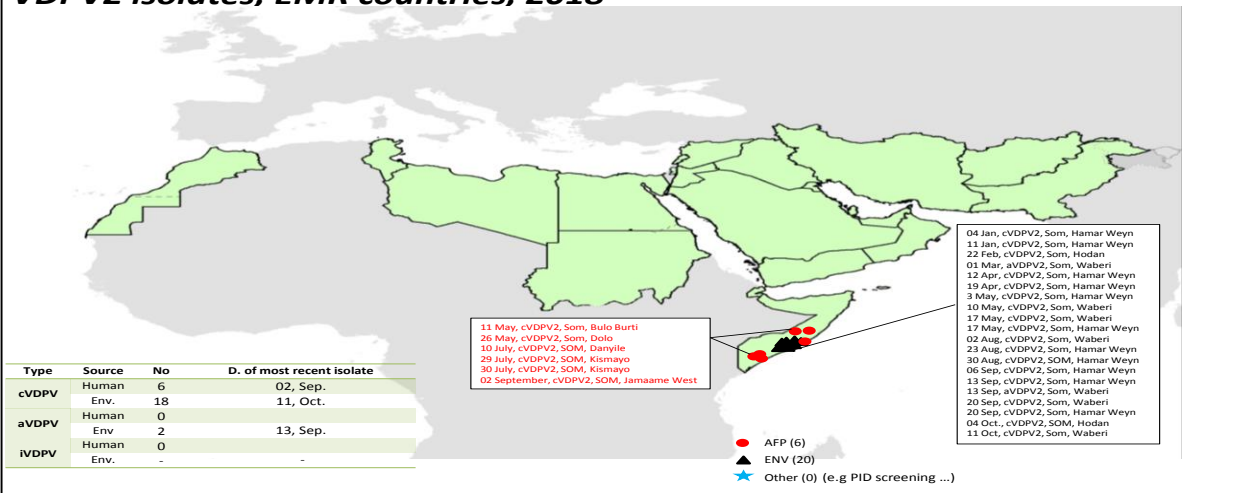 VDPV2 isolates, EMR countries, 2018
04 Jan, cVDPV2, Som, Hamar Weyn
11 Jan, cVDPV2, Som, Hamar Weyn
22 Feb, cVDPV2, Som, Hodan
01 Mar, aVDPV2, Som, Waberi
12 Apr, cVDPV2, Som, Hamar Weyn
19 Apr, cVDPV2, Som, Hamar Weyn
3 May, cVDPV2, Som, Hamar Weyn
10 May, cVDPV2, Som, Waberi
17 May, cVDPV2, Som, Waberi
17 May, cVDPV2, Som, Hamar Weyn
02 Aug, cVDPV2, Som, Waberi
23 Aug, cVDPV2, Som, Hamar Weyn
30 Aug, cVDPV2, SOM, Hamar Weyn
06 Sep, cVDPV2, Som, Hamar Weyn
13 Sep, cVDPV2, Som, Hamar Weyn
13 Sep, aVDPV2, Som, Waberi
20 Sep, cVDPV2, Som, Waberi
20 Sep, cVDPV2, Som, Hamar Weyn
04 Oct., cVDPV2, SOM, Hodan
11 Oct, cVDPV2, Som, Waberi
11 May, cVDPV2, Som, Bulo Burti
26 May, cVDPV2, Som, Dolo
10 July, cVDPV2, SOM, Danyile
29 July, cVDPV2, SOM, Kismayo
30 July, cVDPV2, SOM, Kismayo
02 September, cVDPV2, SOM, Jamaame West
Type Source No D. of most recent isolate
cVDPV Human 6 02, Sep.
Env. 18 11, Oct.
aVDPV Human 0
Env 2 13, Sep.
iVDPV Human 0
Env. - -
AFP (6)
ENV (20)
Other (0) (e.g PID screening ...)